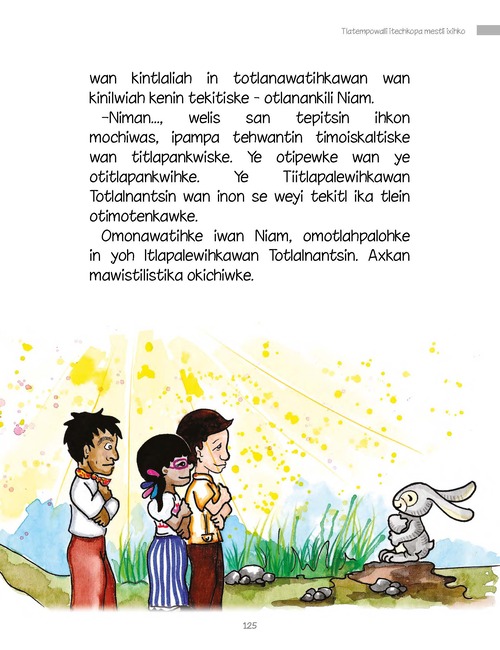 Tlatempowalli itechkopa mestli ixihko
wan kintlaliah in totlanawatihkawan wan
kinilwiah kenin tekitiske – otlanankili Niam.
–Niman..., welis san tepitsin ihkon
mochiwas, ipampa tehwantin timoiskaltiske
wan titlapankwiske. Ye otipewke wan ye
otitlapankwihke. Ye Tiitlapalewihkawan
Totlalnantsin wan inon se weyi tekitl ika tlein
otimotenkawke.
Omonawatihke iwan Niam, omotlahpalohke
in yoh Itlapalewihkawan Totlalnantsin. Axkan
mawistilistika okichiwke.
125